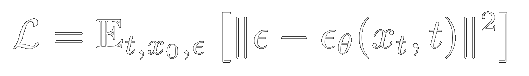 ℒ = 𝔼_{t,x_0,ϵ} [‖ϵ − ϵ_θ(x_t, t)‖²]